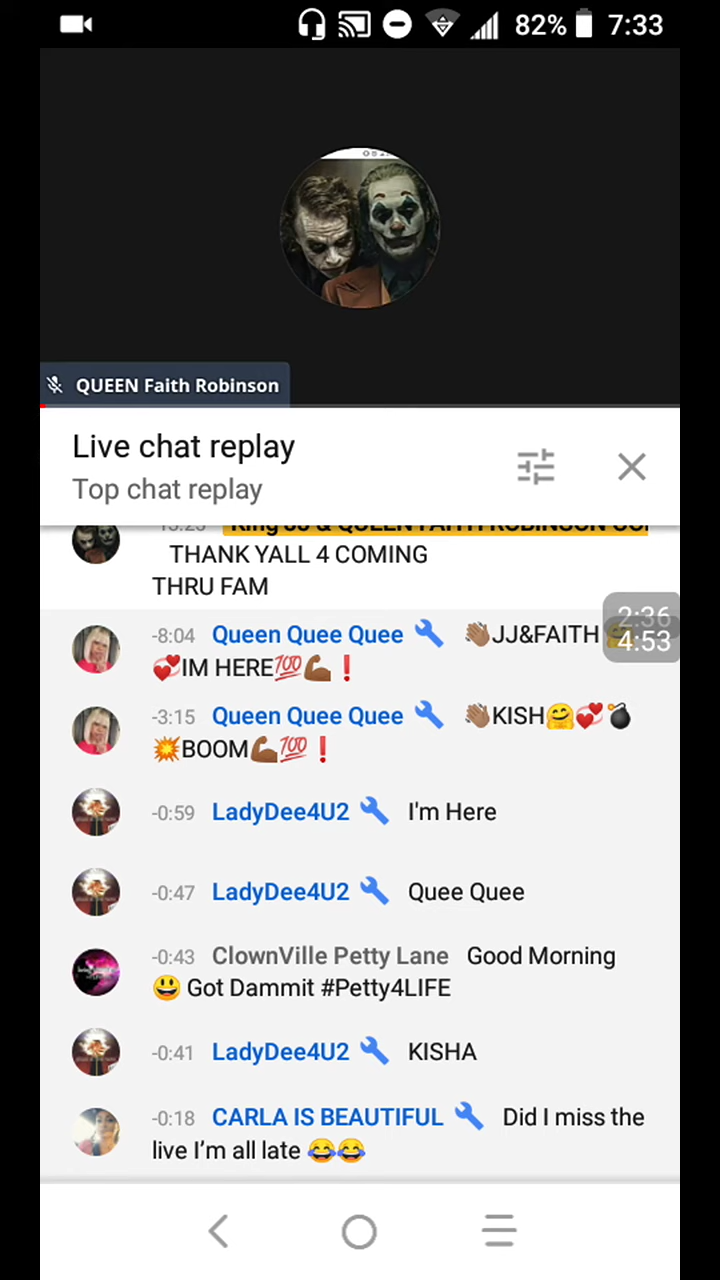 82% 7:33
QUEEN Faith Robinson
Live chat replay
Top chat replay
THANK YALL 4 COMING
THRU FAM
2:36
4:53
-8:04 Queen Quee Quee 👋🏽JJ&FAITH
💞IM HERE💯💪🏾❗
-3:15 Queen Quee Quee 👋🏽KISH🤗💞💣
💥BOOM💪🏾💯❗
-0:59 LadyDee4U2 I'm Here
-0:47 LadyDee4U2 Quee Quee
-0:43 ClownVille Petty Lane Good Morning
😃 Got Dammit #Petty4LIFE
-0:41 LadyDee4U2 KISHA
-0:18 CARLA IS BEAUTIFUL Did I miss the
live I’m all late 😂😂